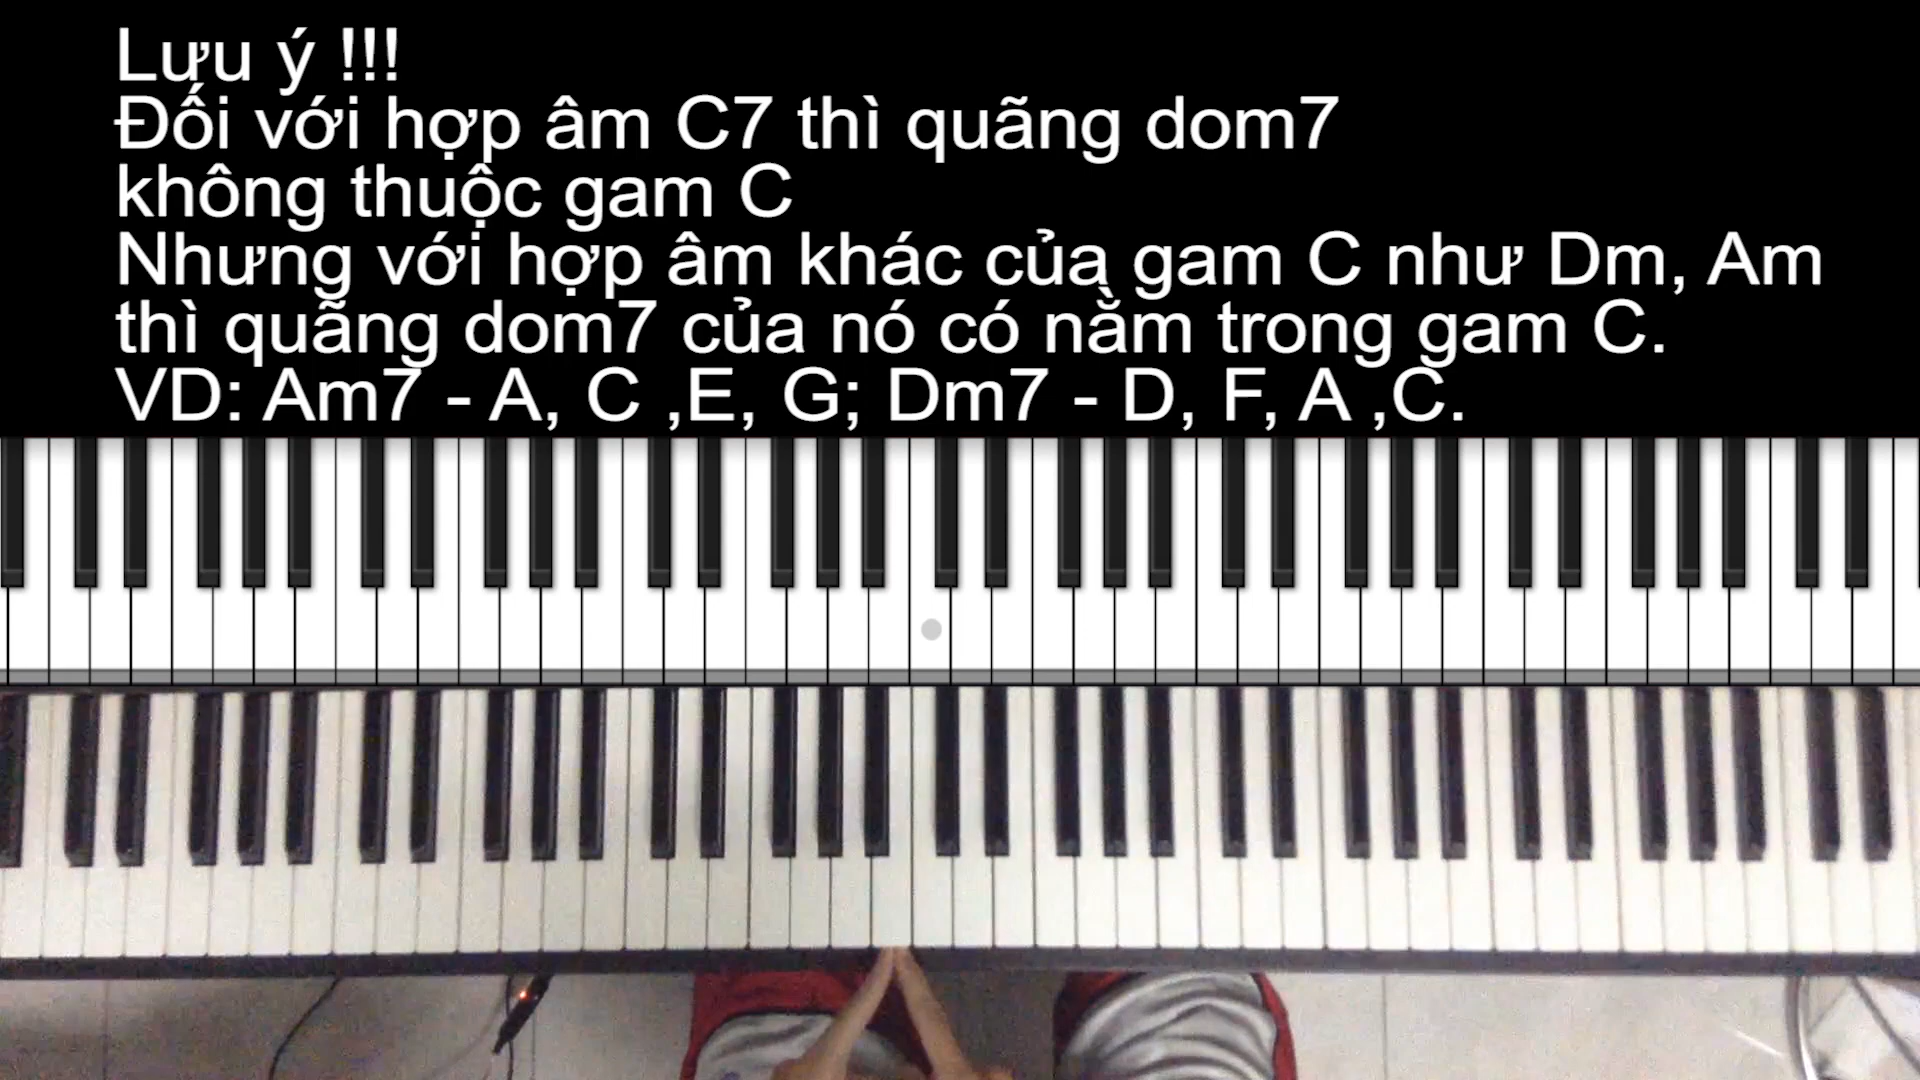 Lưu ý !!!
Đối với hợp âm C7 thì quãng dom7
không thuộc gam C
Nhưng với hợp âm khác của gam C như Dm, Am
thì quãng dom7 của nó có nằm trong gam C.
VD: Am7 - A, C ,E, G; Dm7 - D, F, A ,C.